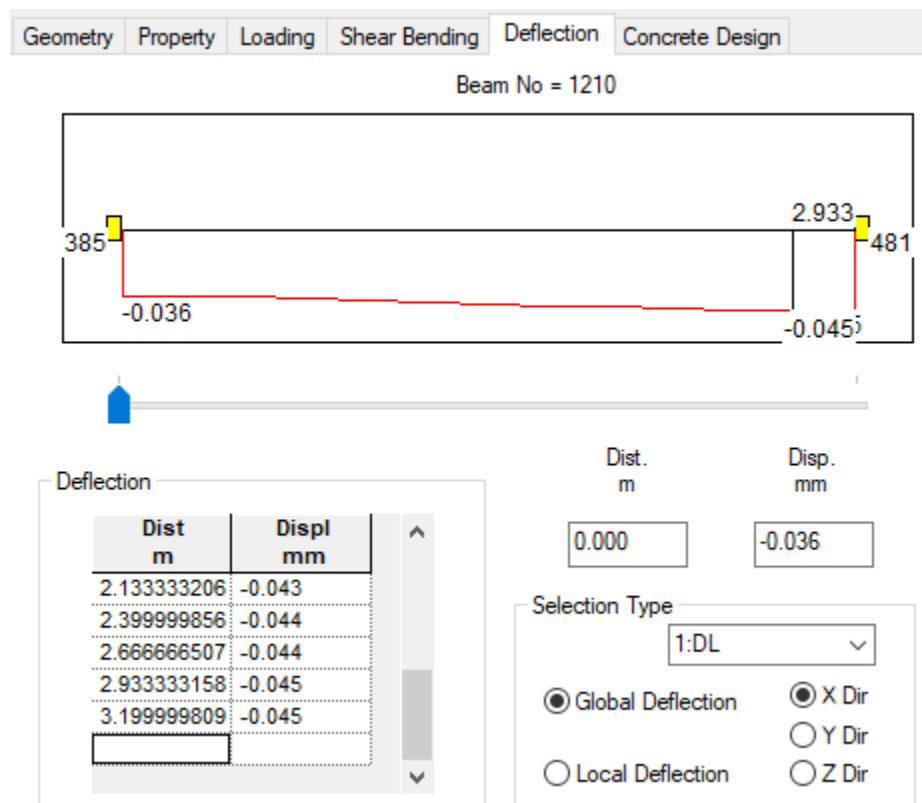 Geometry Property Loading Shear Bending Deflection Concrete Design
Beam No = 1210
2.933
385 481
-0.036
-0.045
Dist. Disp.
m mm
Deflection
Dist Displ
m mm
0.000 -0.036
2.133333206 -0.043
2.399999856 -0.044
2.666666507 -0.044
2.933333158 -0.045
3.199999809 -0.045
Selection Type
1:DL
Global Deflection X Dir
Y Dir
Local Deflection Z Dir